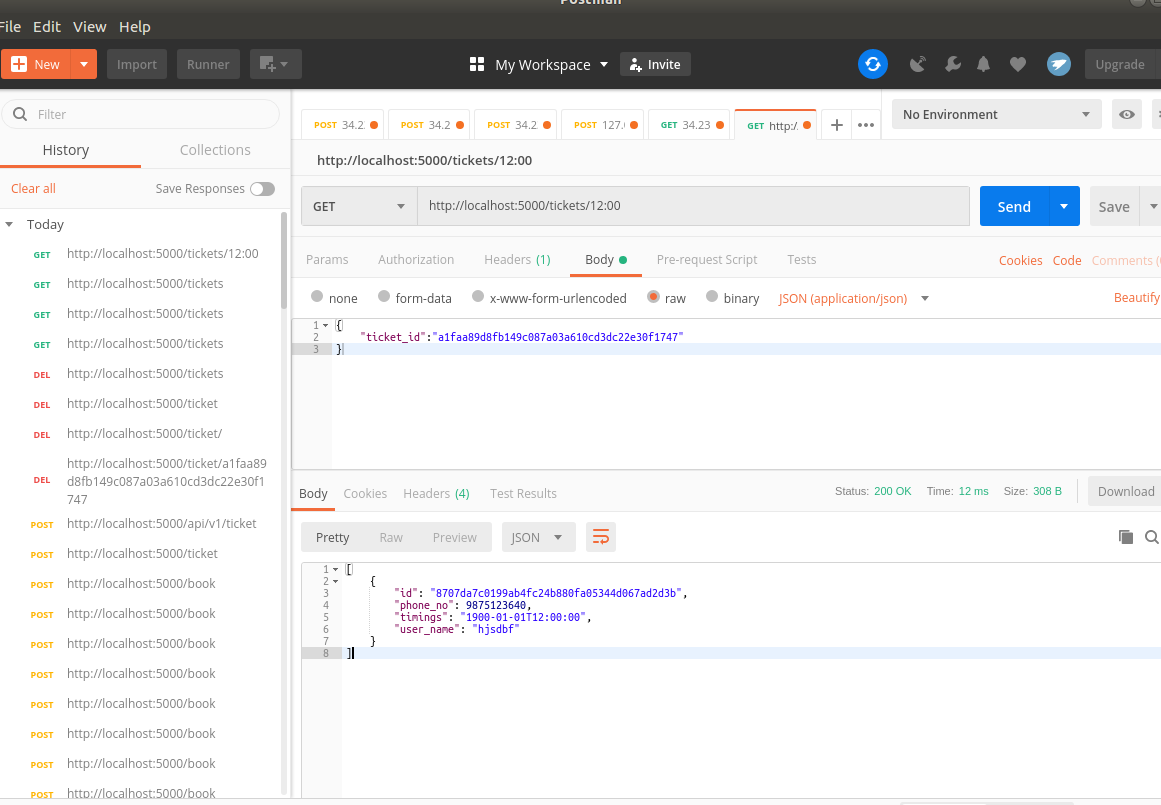 Postman
File Edit View Help
New Import Runner My Workspace Invite Upgrade
Filter
History Collections
Clear all Save Responses
Today
GET http://localhost:5000/tickets/12:00
GET http://localhost:5000/tickets
GET http://localhost:5000/tickets
GET http://localhost:5000/tickets
DEL http://localhost:5000/tickets
DEL http://localhost:5000/ticket
DEL http://localhost:5000/ticket/
DEL http://localhost:5000/ticket/a1faa89
d8fb149c087a03a610cd3dc22e30f1
747
POST http://localhost:5000/api/v1/ticket
POST http://localhost:5000/ticket
POST http://localhost:5000/book
POST http://localhost:5000/book
POST http://localhost:5000/book
POST http://localhost:5000/book
POST http://localhost:5000/book
POST http://localhost:5000/book
POST http://localhost:5000/book
POST http://localhost:5000/book
POST 34.2 POST 34.2 POST 34.2 POST 127. GET 34.23 GET http:/. + •••
No Environment
http://localhost:5000/tickets/12:00
GET http://localhost:5000/tickets/12:00 Send Save
Params Authorization Headers (1) Body Pre-request Script Tests Cookies Code Comments (
none form-data x-www-form-urlencoded raw binary JSON (application/json) Beautify
1 {
2 "ticket_id":"a1faa89d8fb149c087a03a610cd3dc22e30f1747"
3 }
Body Cookies Headers (4) Test Results Status: 200 OK Time: 12 ms Size: 308 B Download
Pretty Raw Preview JSON
1 [
2 {
3 "id": "8707da7c0199ab4fc24b880fa05344d067ad2d3b",
4 "phone_no": 9875123640,
5 "timings": "1900-01-01T12:00:00",
6 "user_name": "hjsdbf"
7 }
8 ]